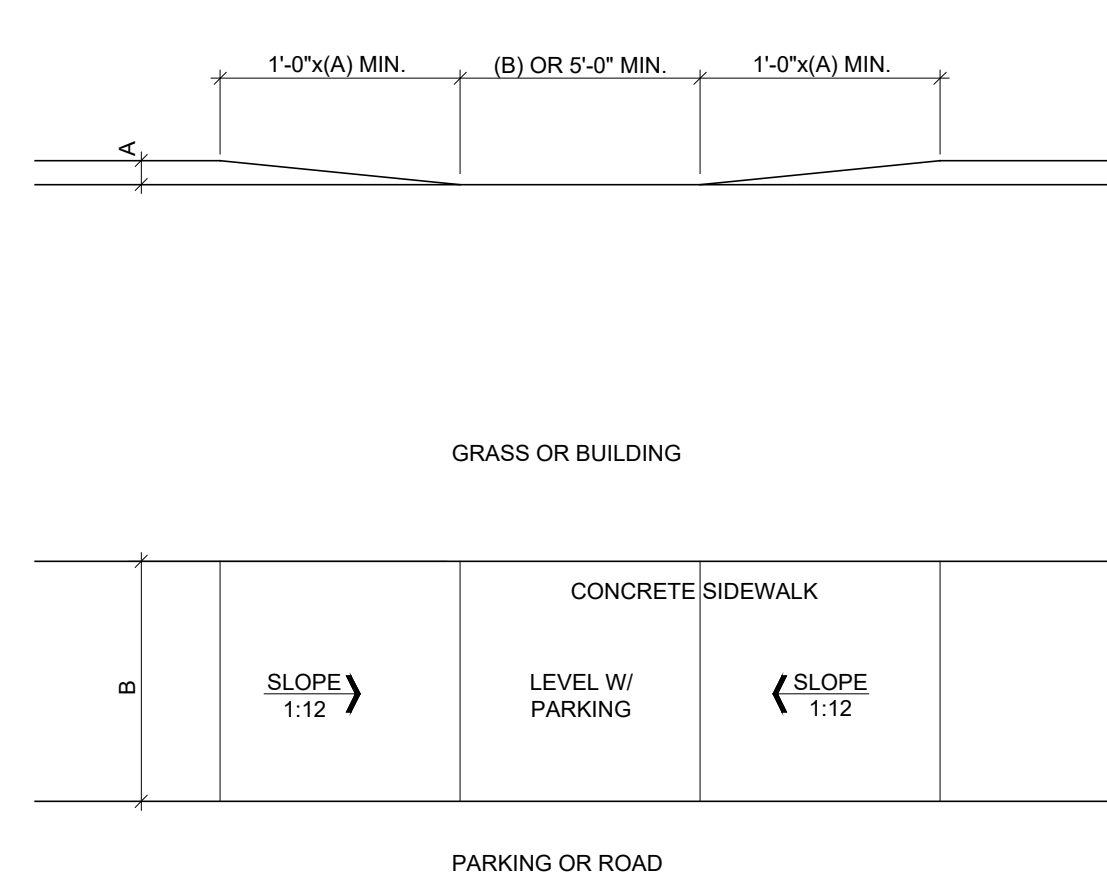 1'-0"x(A) MIN.
(B) OR 5'-0" MIN.
1'-0"x(A) MIN.
A
GRASS OR BUILDING
CONCRETE SIDEWALK
B
SLOPE
1:12
LEVEL W/
PARKING
SLOPE
1:12
PARKING OR ROAD